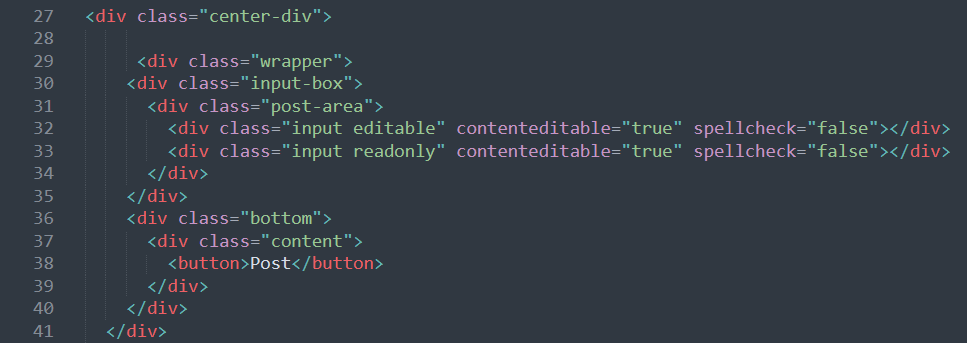 27 <div class="center-div">
28
29 <div class="wrapper">
30 <div class="input-box">
31 <div class="post-area">
32 <div class="input editable" contenteditable="true" spellcheck="false"></div>
33 <div class="input readonly" contenteditable="true" spellcheck="false"></div>
34 </div>
35 </div>
36 <div class="bottom">
37 <div class="content">
38 <button>Post</button>
39 </div>
40 </div>
41 </div>